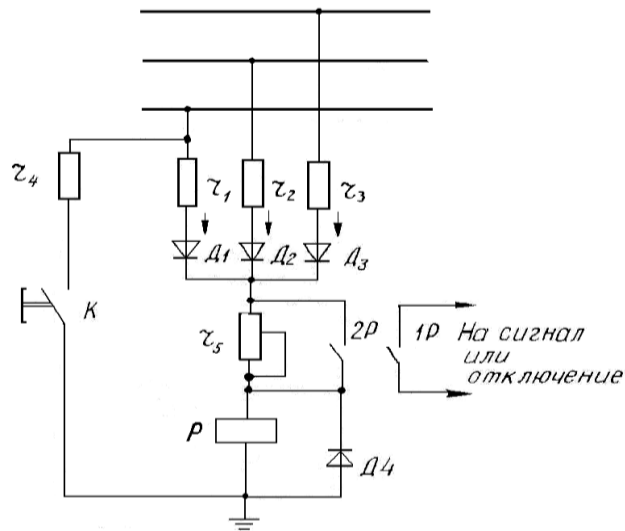 r₄
r₁
r₂
r₃
Д1
Д2
Д3
К
r₅
2Р
1Р
На сигнал
или
отключение
Р
Д4